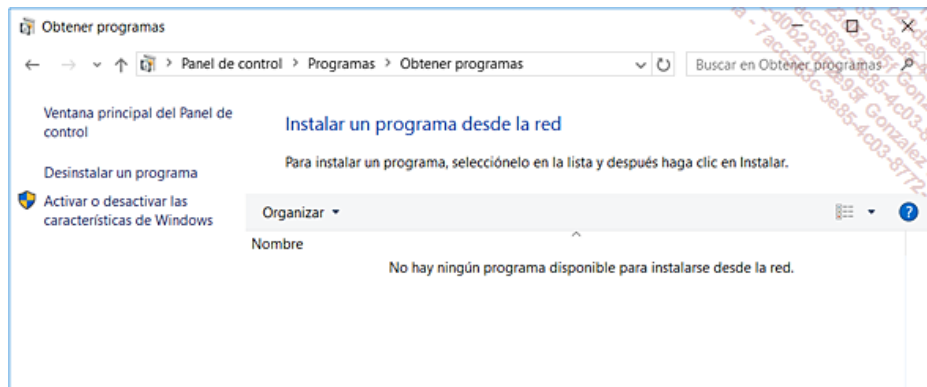 Obtener programas
Panel de control > Programas > Obtener programas
Buscar en Obtener programas
Ventana principal del Panel de
control
Desinstalar un programa
Activar o desactivar las
características de Windows
Instalar un programa desde la red
Para instalar un programa, selecciónelo en la lista y después haga clic en Instalar.
Organizar
Nombre
No hay ningún programa disponible para instalarse desde la red.
Gonzalez